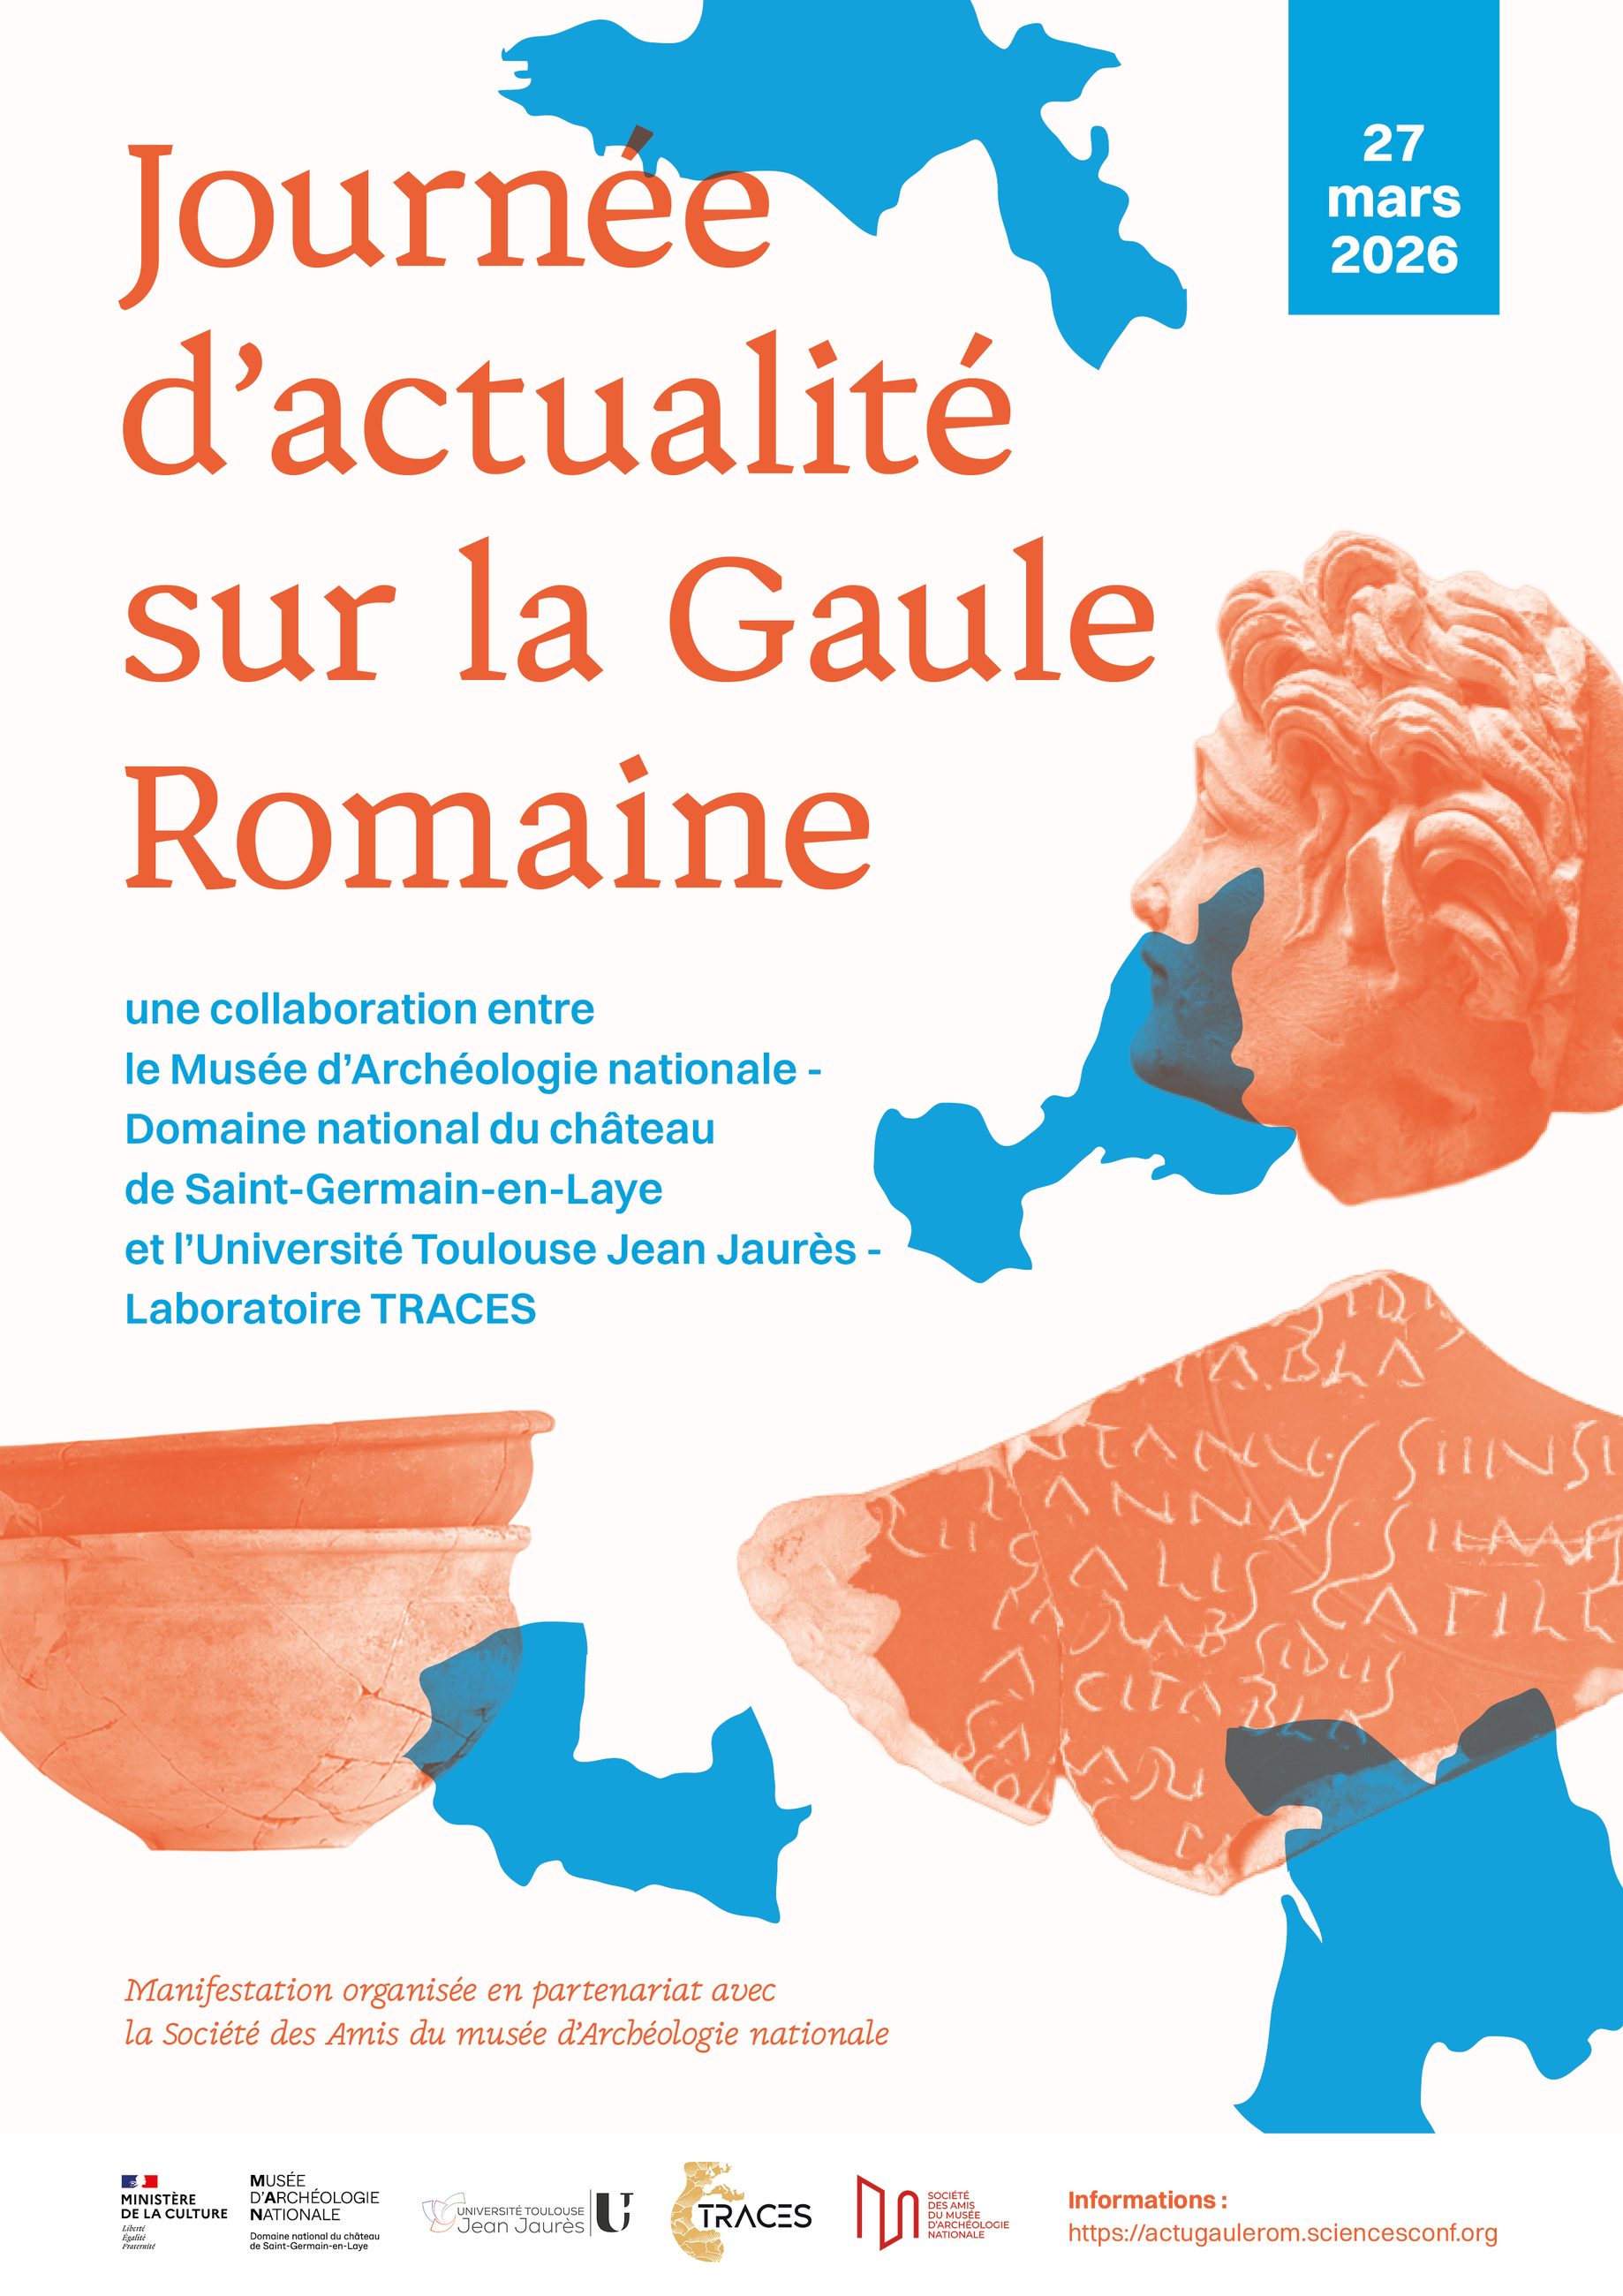 27
mars
2026
Journée
d’actualité
sur la Gaule
Romaine
une collaboration entre
le Musée d’Archéologie nationale -
Domaine national du château
de Saint-Germain-en-Laye
et l’Université Toulouse Jean Jaurès -
Laboratoire TRACES
TABLA
Manifestation organisée en partenariat avec
la Société des Amis du musée d’Archéologie nationale
MINISTÈRE
DE LA CULTURE
Liberté
Égalité
Fraternité
MUSÉE
D’ARCHÉOLOGIE
NATIONALE
Domaine national du château
de Saint-Germain-en-Laye
UNIVERSITÉ TOULOUSE
Jean Jaurès
TRACES
SOCIÉTÉ
DES AMIS
DU MUSÉE
D’ARCHÉOLOGIE
NATIONALE
Informations :
https://actugaulerom.sciencesconf.org